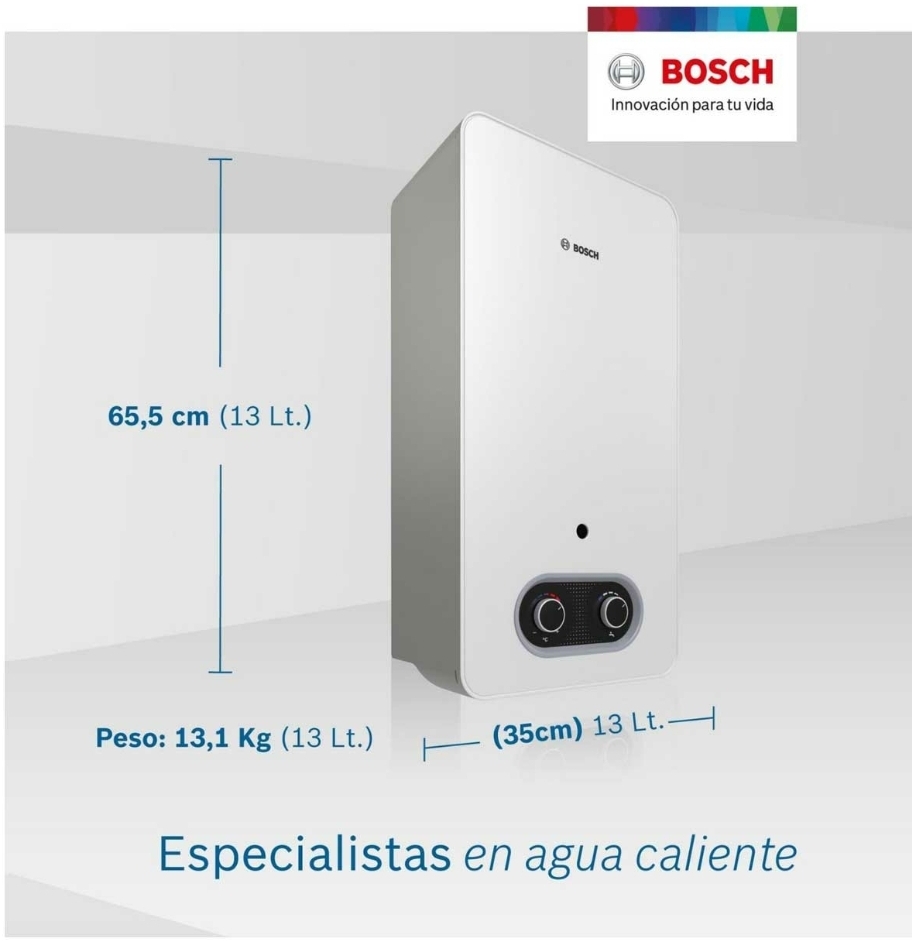 BOSCH
Innovación para tu vida
BOSCH
65,5 cm (13 Lt.)
Peso: 13,1 Kg (13 Lt.)
(35cm) 13 Lt.
Especialistas en agua caliente